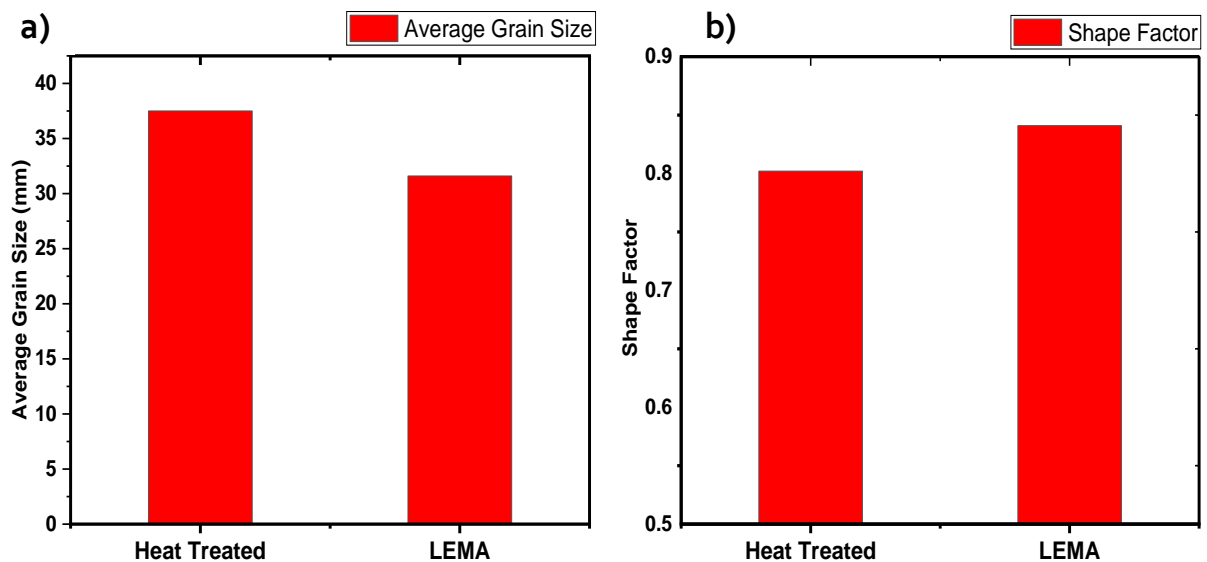 a)
Average Grain Size
Average Grain Size (mm)
40
35
30
25
20
15
10
5
0
Heat Treated
LEMA
b)
Shape Factor
Shape Factor
0.9
0.8
0.7
0.6
0.5
Heat Treated
LEMA